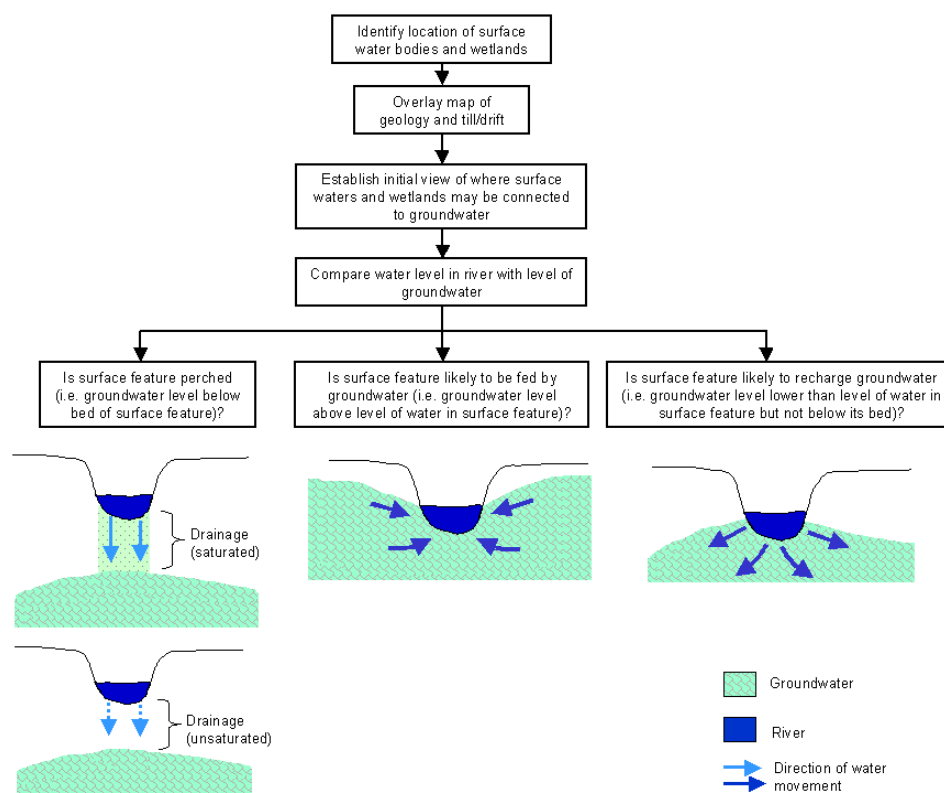 Identify location of surface
water bodies and wetlands
Overlay map of
geology and till/drift
Establish initial view of where surface
waters and wetlands may be connected
to groundwater
Compare water level in river with level of
groundwater
Is surface feature perched
(i.e. groundwater level below
bed of surface feature)?
Is surface feature likely to be fed by
groundwater (i.e. groundwater level
above level of water in surface feature)?
Is surface feature likely to recharge groundwater
(i.e. groundwater level lower than level of water in
surface feature but not below its bed)?
Drainage
(saturated)
Drainage
(unsaturated)
Groundwater
River
Direction of water
movement